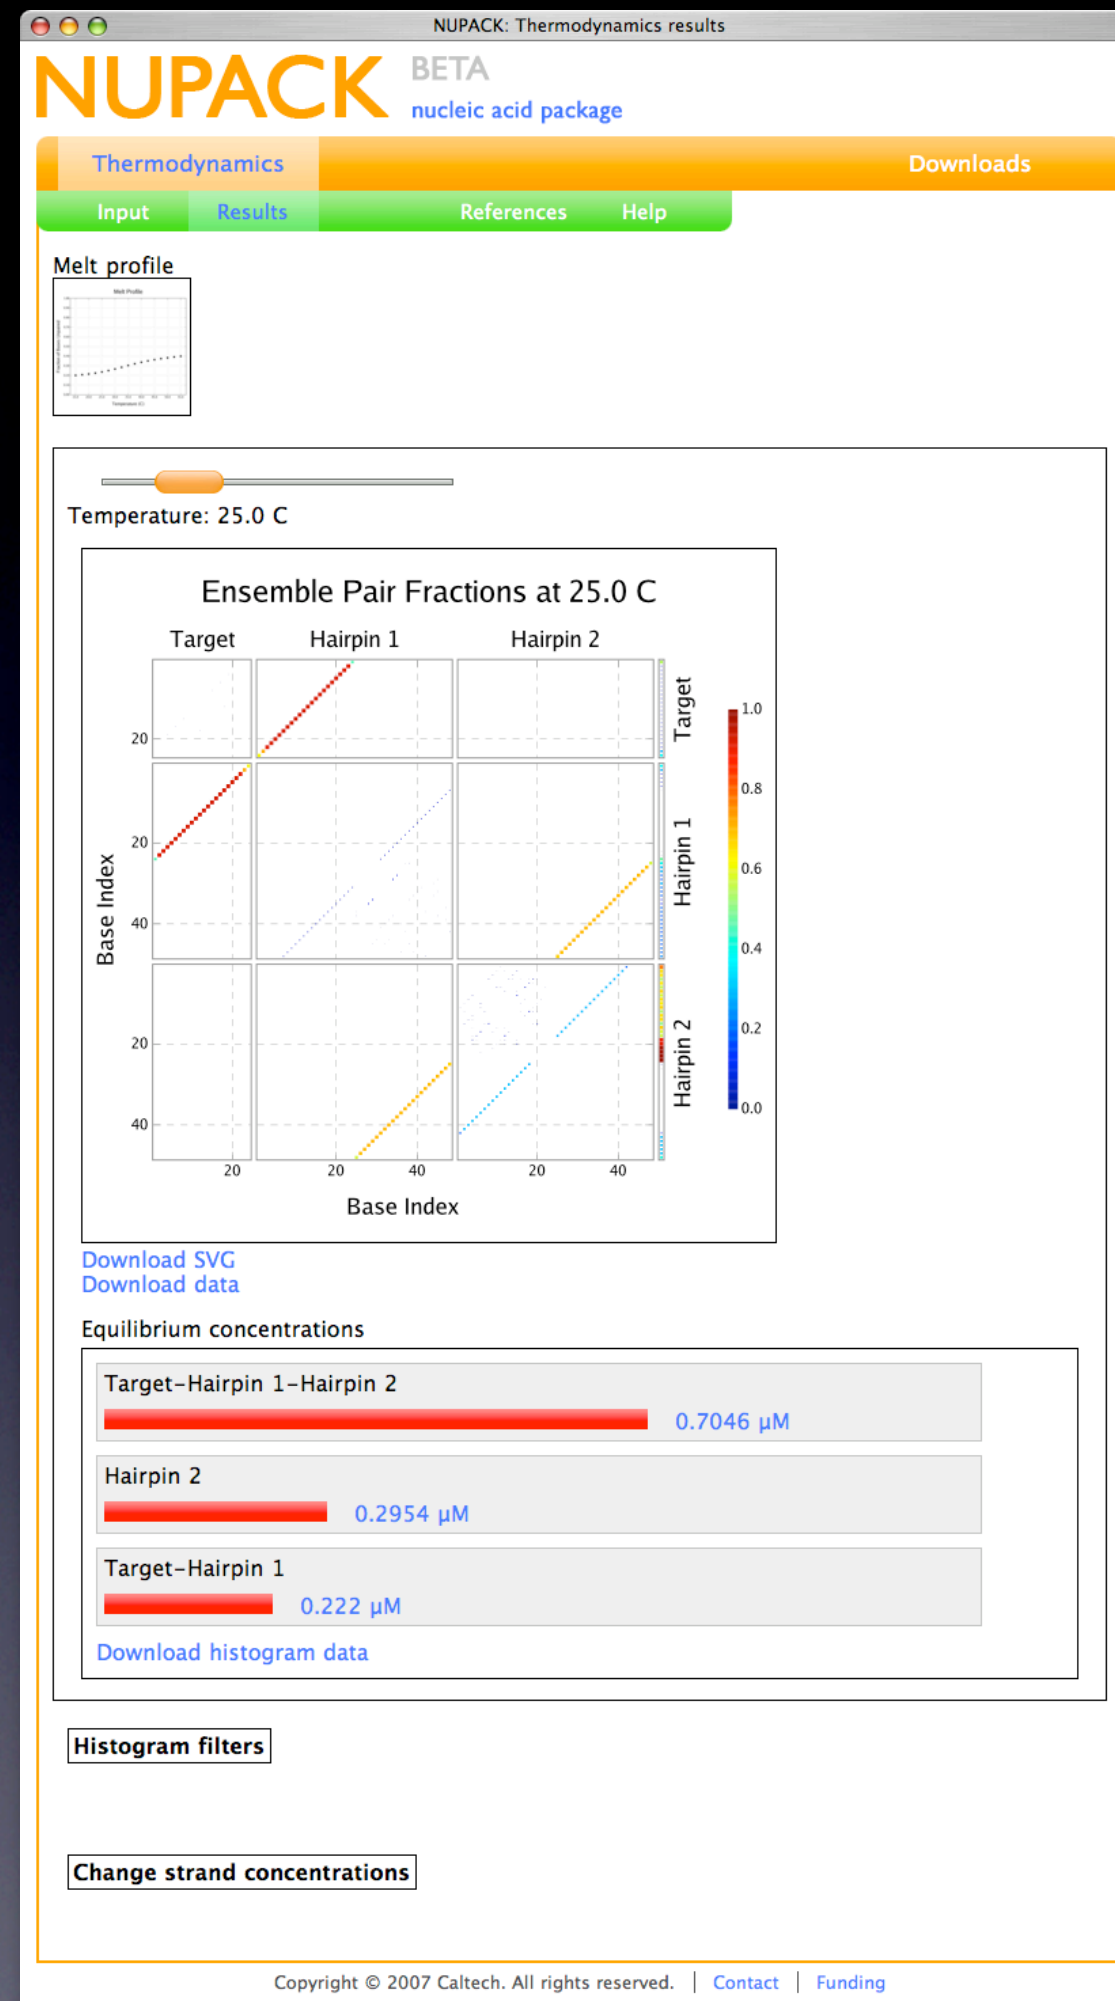 NUPACK: Thermodynamics results
NUPACK
BETA
nucleic acid package
Thermodynamics
Downloads
Input
Results
References
Help
Melt profile
Melt Profile
Temperature (C)
Temperature: 25.0 C
Ensemble Pair Fractions at 25.0 C
Target
Hairpin 1
Hairpin 2
20
20
40
20
40
Base Index
20
20
40
20
40
Base Index
Target
Hairpin 1
Hairpin 2
1.0
0.8
0.6
0.4
0.2
0.0
Download SVG
Download data
Equilibrium concentrations
Target-Hairpin 1-Hairpin 2
0.7046 μM
Hairpin 2
0.2954 μM
Target-Hairpin 1
0.222 μM
Download histogram data
Histogram filters
Change strand concentrations
Copyright © 2007 Caltech. All rights reserved. | Contact | Funding